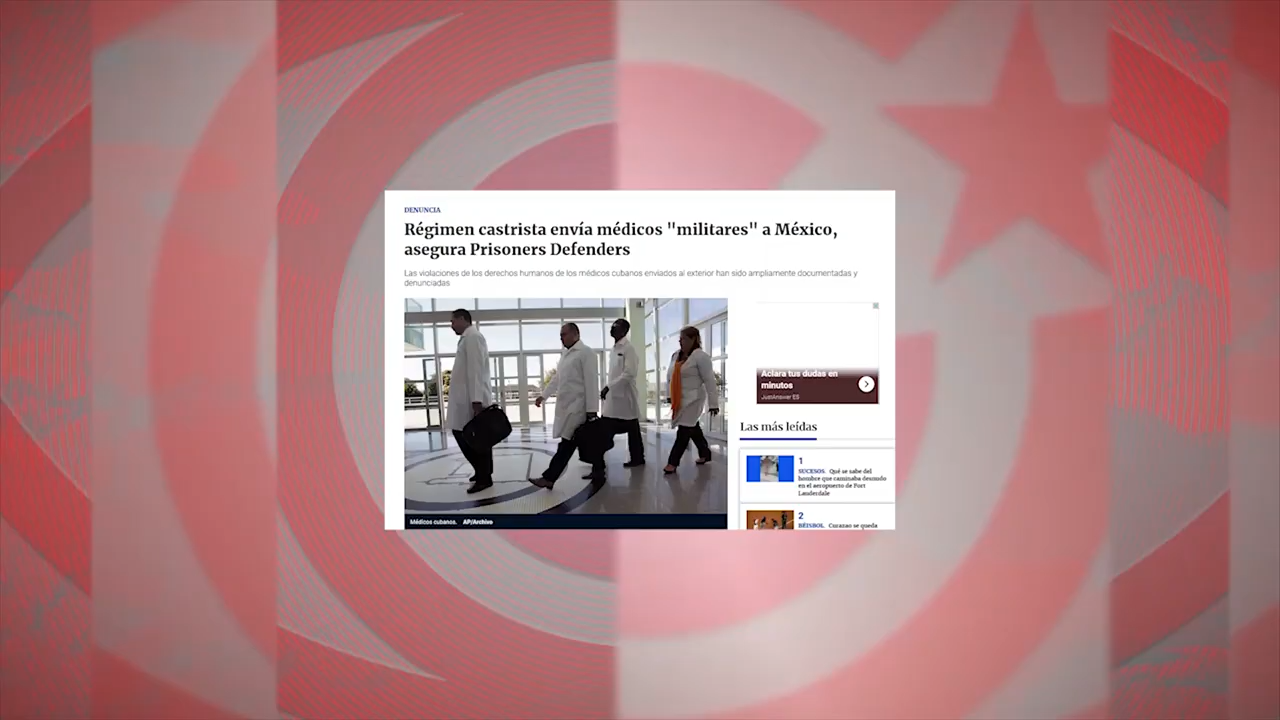 DENUNCIA
Régimen castrista envía médicos "militares" a México,
asegura Prisoners Defenders
Las violaciones de los derechos humanos de los médicos cubanos enviados al exterior han sido ampliamente documentadas y
denunciadas
Médicos cubanos. AP/Archivo
Aclara tus dudas en
minutos
JustAnswer ES
Las más leídas
1
SUCESOS. Qué se sabe del
hombre que caminaba desnudo
en el aeropuerto de Fort
Lauderdale
2
BÉISBOL. Curazao se queda